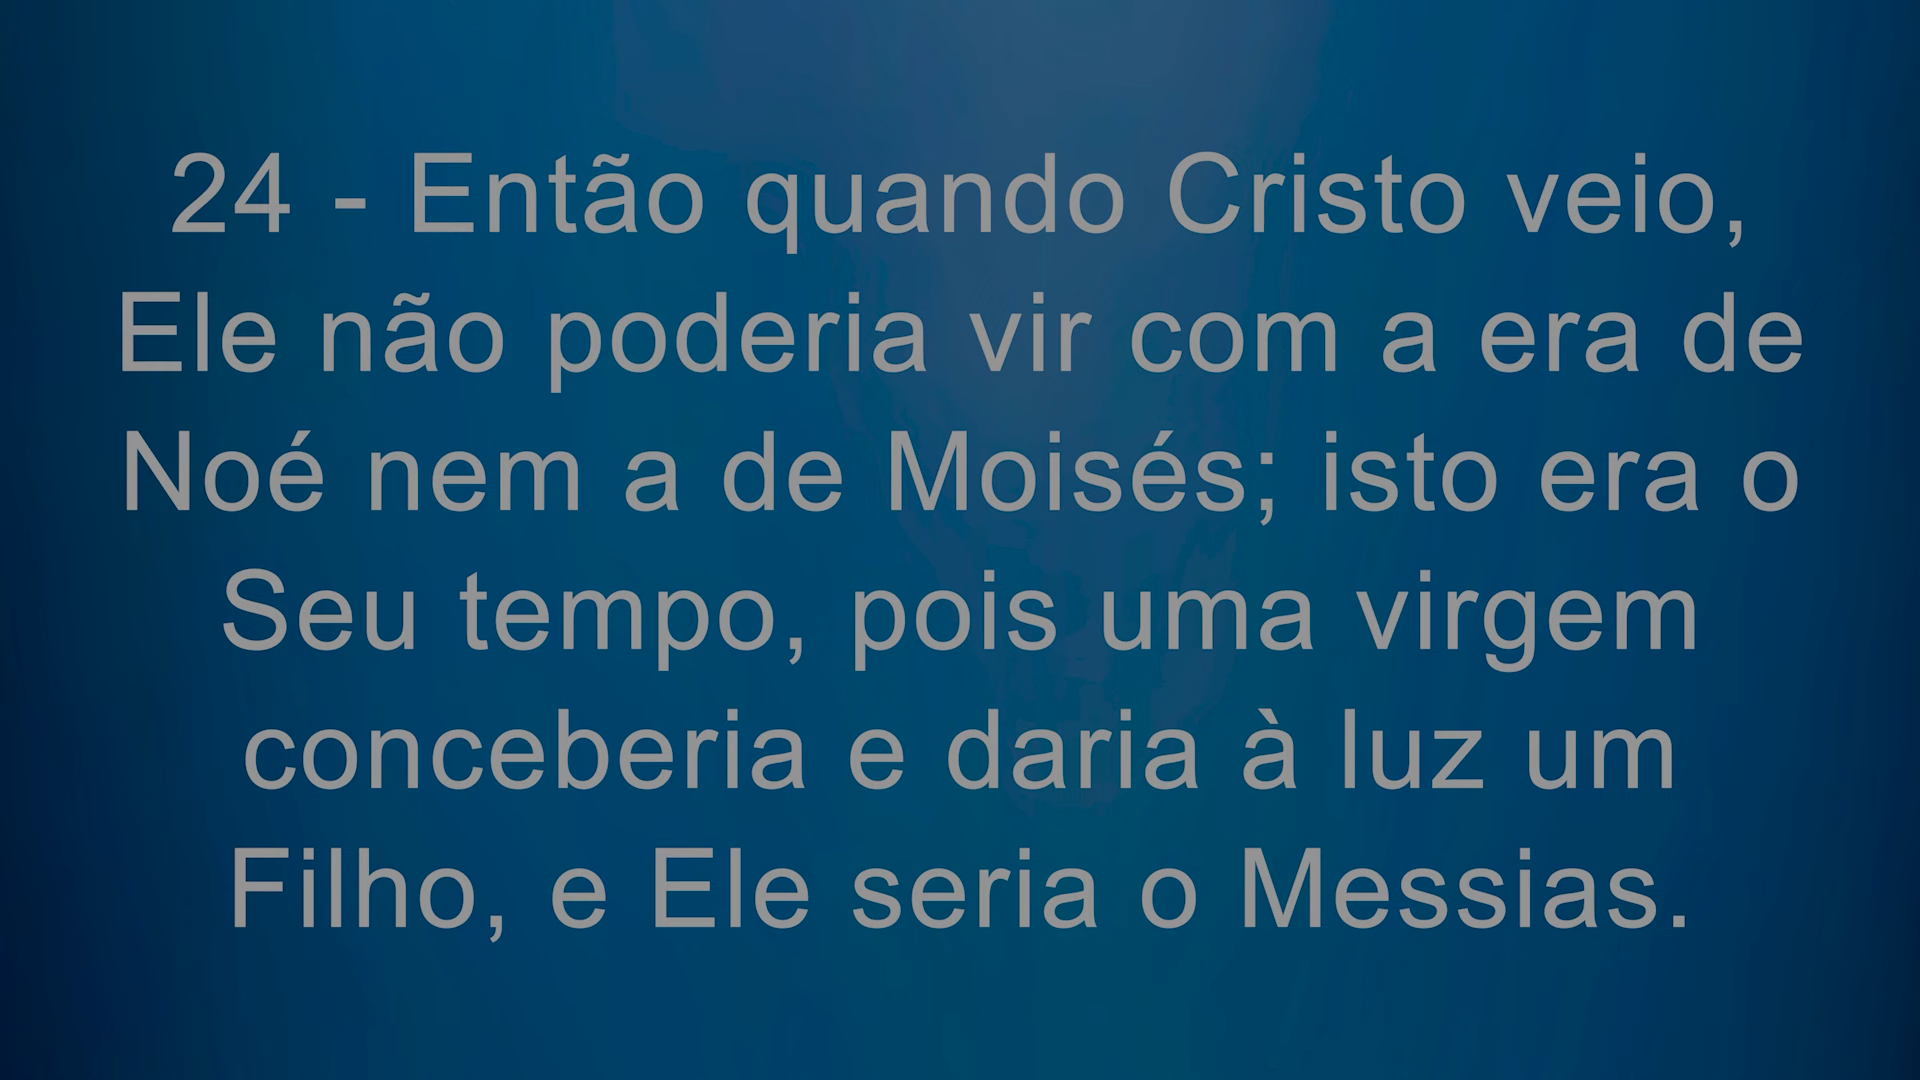 24 - Então quando Cristo veio,
Ele não poderia vir com a era de
Noé nem a de Moisés; isto era o
Seu tempo, pois uma virgem
conceberia e daria à luz um
Filho, e Ele seria o Messias.